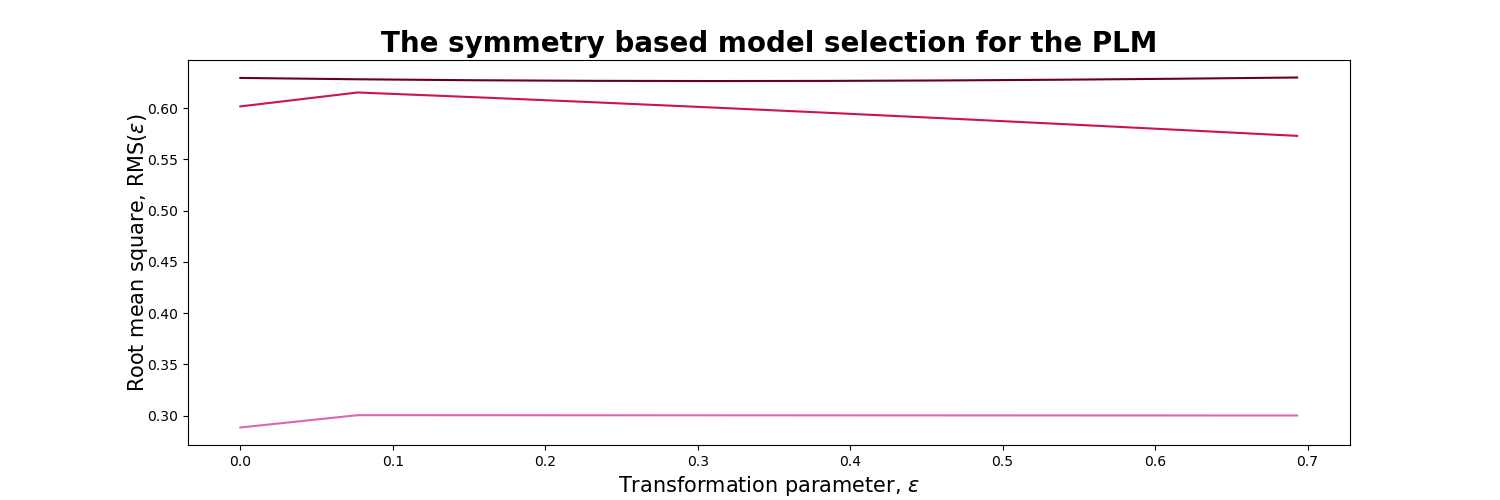 The symmetry based model selection for the PLM
Root mean square, RMS(ε)
0.60
0.55
0.50
0.45
0.40
0.35
0.30
0.0 0.1 0.2 0.3 0.4 0.5 0.6 0.7
Transformation parameter, ε